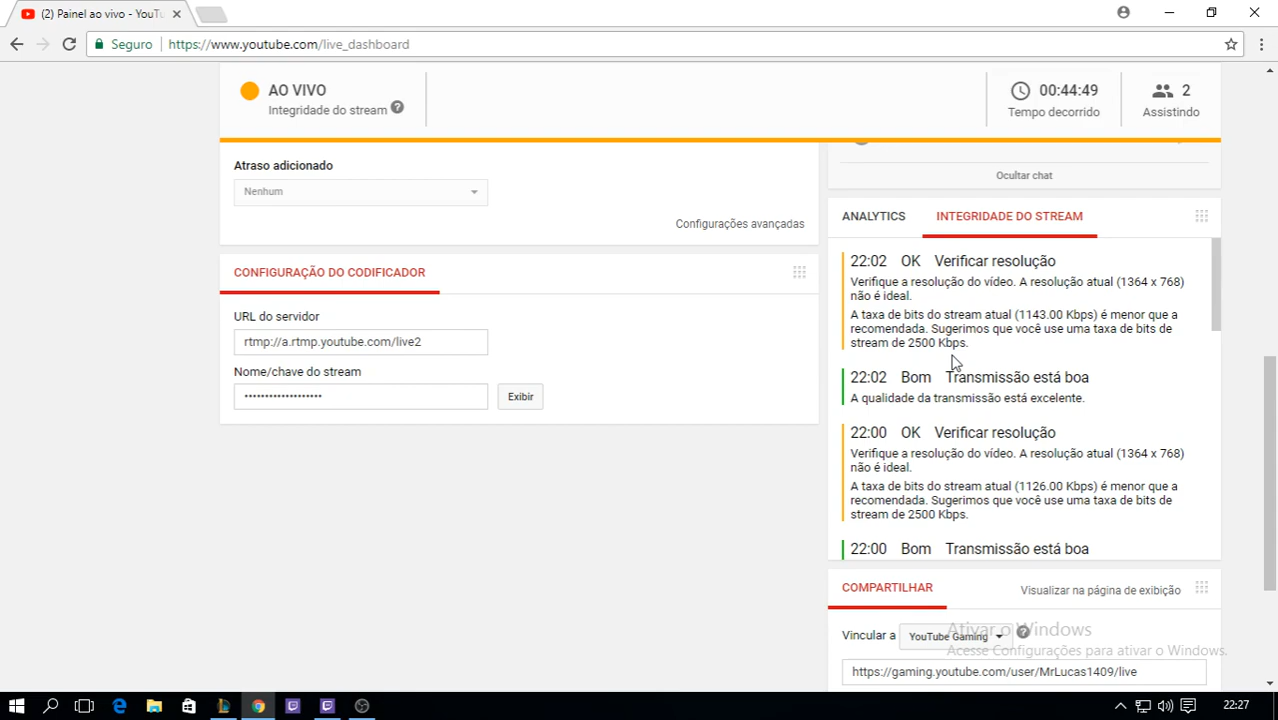 (2) Painel ao vivo - YouTu
Seguro https://www.youtube.com/live_dashboard
AO VIVO
Integridade do stream
00:44:49
Tempo decorrido
2
Assistindo
Atraso adicionado
Nenhum
Configurações avançadas
CONFIGURAÇÃO DO CODIFICADOR
URL do servidor
rtmp://a.rtmp.youtube.com/live2
Nome/chave do stream
•••••••••••••••••••
Exibir
Ocultar chat
ANALYTICS INTEGRIDADE DO STREAM
22:02 OK Verificar resolução
Verifique a resolução do vídeo. A resolução atual (1364 x 768)
não é ideal.
A taxa de bits do stream atual (1143.00 Kbps) é menor que a
recomendada. Sugerimos que você use uma taxa de bits de
stream de 2500 Kbps.
22:02 Bom Transmissão está boa
A qualidade da transmissão está excelente.
22:00 OK Verificar resolução
Verifique a resolução do vídeo. A resolução atual (1364 x 768)
não é ideal.
A taxa de bits do stream atual (1126.00 Kbps) é menor que a
recomendada. Sugerimos que você use uma taxa de bits de
stream de 2500 Kbps.
22:00 Bom Transmissão está boa
COMPARTILHAR Visualizar na página de exibição
Vincular a YouTube Gaming
https://gaming.youtube.com/user/MrLucas1409/live
Ativar o Windows
Acesse Configurações para ativar o Windows.
22:27